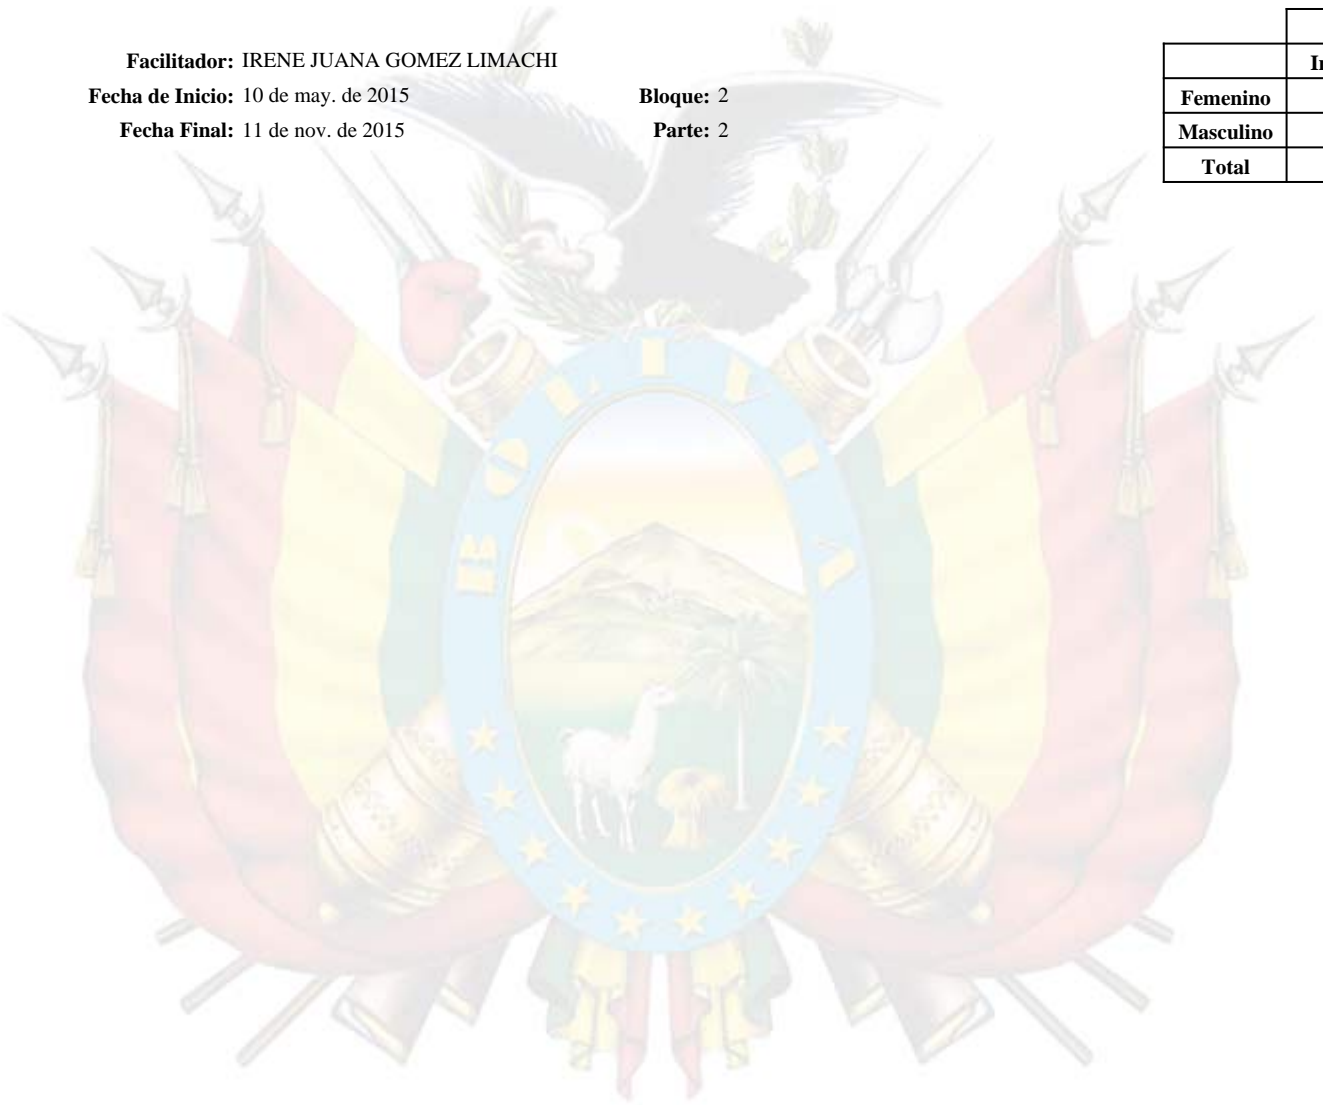 Facilitador: IRENE JUANA GOMEZ LIMACHI
Fecha de Inicio: 10 de may. de 2015 Bloque: 2
Fecha Final: 11 de nov. de 2015 Parte: 2
Femenino
Masculino
Total
BOLIVIA